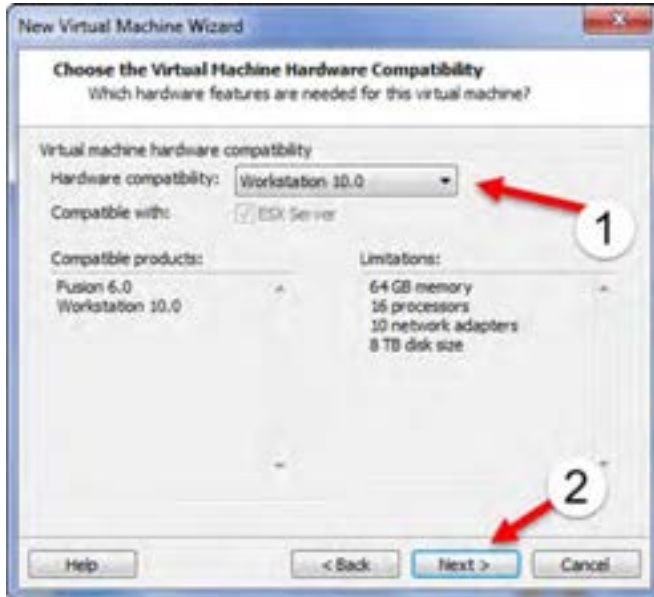 New Virtual Machine Wizard
Choose the Virtual Machine Hardware Compatibility
Which hardware features are needed for this virtual machine?
Virtual machine hardware compatibility
Hardware compatibility: Workstation 10.0
1
Compatible with: ESX Server
Compatible products: Limitations:
Fusion 6.0 64 GB memory
Workstation 10.0 16 processors
10 network adapters
8 TB disk size
2
Help < Back Next > Cancel